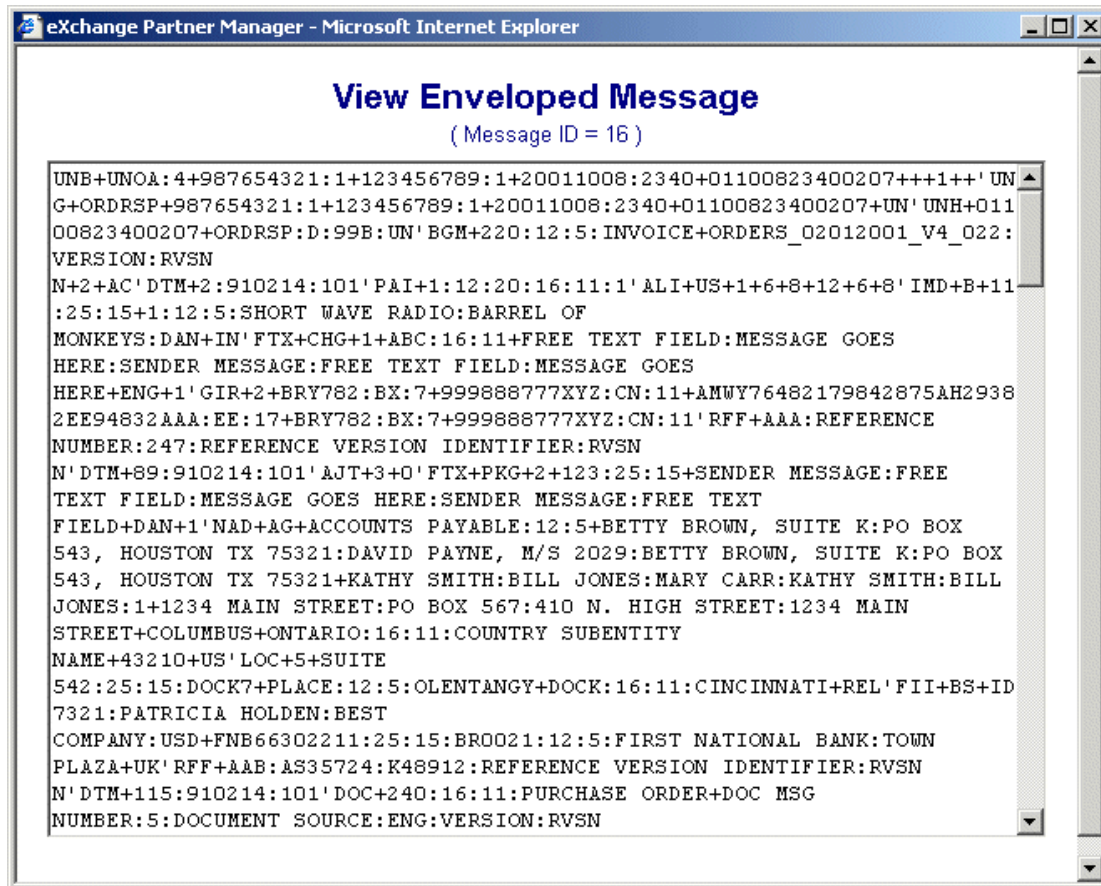 eXchange Partner Manager - Microsoft Internet Explorer
View Enveloped Message
( Message ID = 16 )
UNB+UNOA:4+987654321:1+123456789:1+20011008:2340+01100823400207+++1++'UN
G+ORDRSP+987654321:1+123456789:1+20011008:2340+01100823400207+UN'UNH+011
00823400207+ORDRSP:D:99B:UN'BGM+220:12:5:INVOICE+ORDERS_02012001_V4_022:
VERSION:RVSN
N+2+AC'DTM+2:910214:101'PAI+1:12:20:16:11:1'ALI+US+1+6+8+12+6+8'IMD+B+11
:25:15+1:12:5:SHORT WAVE RADIO:BARREL OF
MONKEYS:DAN+IN'FTX+CHG+1+ABC:16:11+FREE TEXT FIELD:MESSAGE GOES
HERE:SENDER MESSAGE:FREE TEXT FIELD:MESSAGE GOES
HERE+ENG+1'GIR+2+BRY782:BX:7+999888777XYZ:CN:11+AMWY76482179842875AH2938
2EE94832AAA:EE:17+BRY782:BX:7+999888777XYZ:CN:11'RFF+AAA:REFERENCE
NUMBER:247:REFERENCE VERSION IDENTIFIER:RVSN
N'DTM+89:910214:101'AJT+3+0'FTX+PKG+2+123:25:15+SENDER MESSAGE:FREE
TEXT FIELD:MESSAGE GOES HERE:SENDER MESSAGE:FREE TEXT
FIELD+DAN+1'NAD+AG+ACCOUNTS PAYABLE:12:5+BETTY BROWN, SUITE K:PO BOX
543, HOUSTON TX 75321:DAVID PAYNE, M/S 2029:BETTY BROWN, SUITE K:PO BOX
543, HOUSTON TX 75321+KATHY SMITH:BILL JONES:MARY CARR:KATHY SMITH:BILL
JONES:1+1234 MAIN STREET:PO BOX 567:410 N. HIGH STREET:1234 MAIN
STREET+COLUMBUS+ONTARIO:16:11:COUNTRY SUBENTITY
NAME+43210+US'LOC+5+SUITE
542:25:15:DOCK7+PLACE:12:5:OLENTANGY+DOCK:16:11:CINCINNATI+REL'FII+BS+ID
7321:PATRICIA HOLDEN:BEST
COMPANY:USD+FNB66302211:25:15:BR0021:12:5:FIRST NATIONAL BANK:TOWN
PLAZA+UK'RFF+AAB:AS35724:K48912:REFERENCE VERSION IDENTIFIER:RVSN
N'DTM+115:910214:101'DOC+240:16:11:PURCHASE ORDER+DOC MSG
NUMBER:5:DOCUMENT SOURCE:ENG:VERSION:RVSN